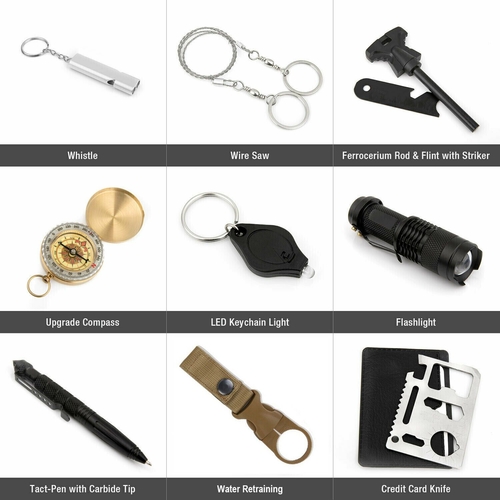 Whistle
Wire Saw
Ferrocerium Rod & Flint with Striker
Upgrade Compass
LED Keychain Light
Flashlight
Tact-Pen with Carbide Tip
Water Retraining
Credit Card Knife